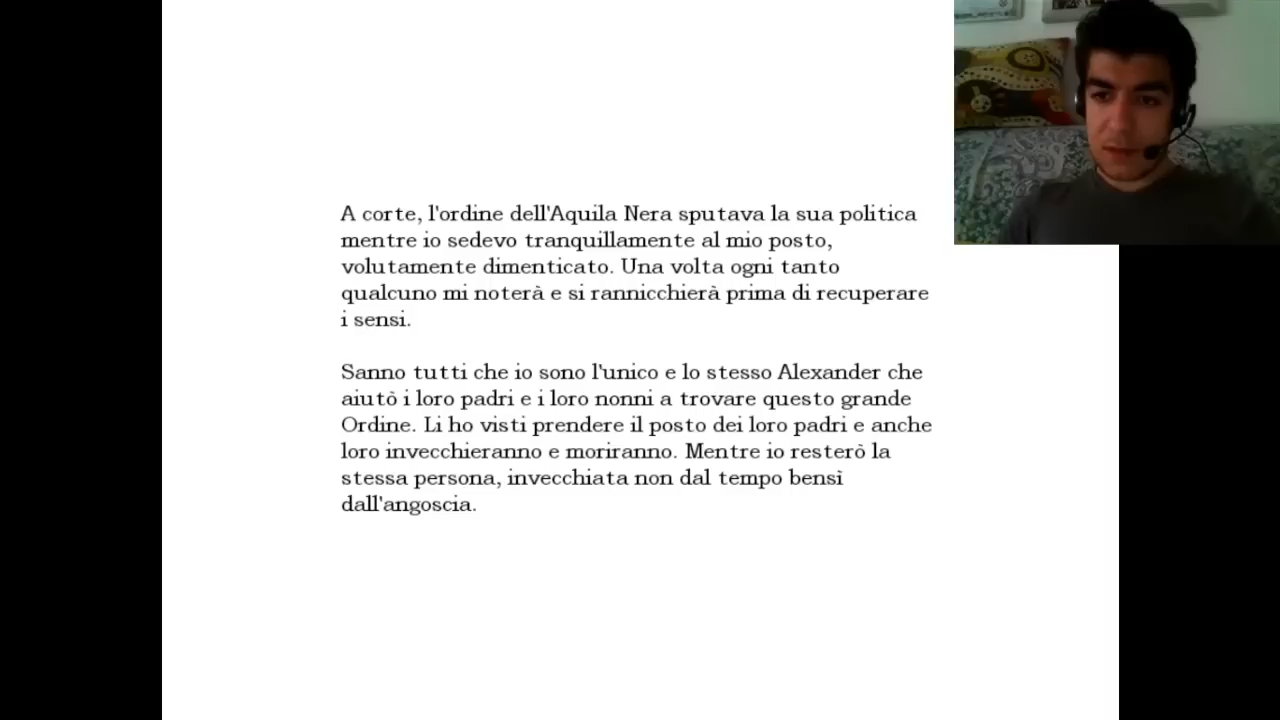 A corte, l'ordine dell'Aquila Nera sputava la sua politica
mentre io sedevo tranquillamente al mio posto,
volutamente dimenticato. Una volta ogni tanto
qualcuno mi noterà e si rannicchierà prima di recuperare
i sensi.
Sanno tutti che io sono l'unico e lo stesso Alexander che
aiutò i loro padri e i loro nonni a trovare questo grande
Ordine. Li ho visti prendere il posto dei loro padri e anche
loro invecchieranno e moriranno. Mentre io resterò la
stessa persona, invecchiata non dal tempo bensì
dall'angoscia.